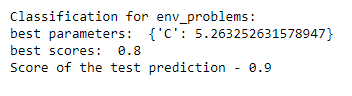 Classification for env_problems:
best parameters:  {'C': 5.263252631578947}
best scores:  0.8
Score of the test prediction - 0.9